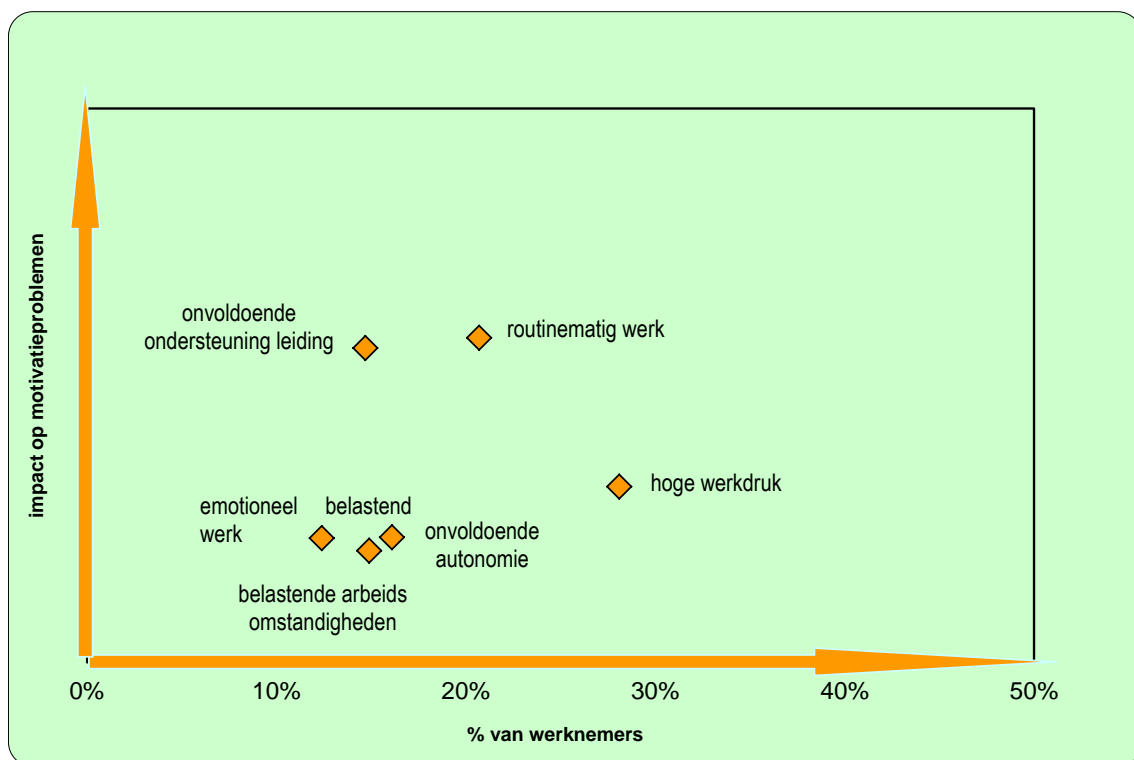 impact op motivatieproblemen
onvoldoende
ondersteuning leiding
routinematig werk
hoge werkdruk
emotioneel belastend
werk
onvoldoende
autonomie
belastende arbeids
omstandigheden
0% 10% 20% 30% 40% 50%
% van werknemers